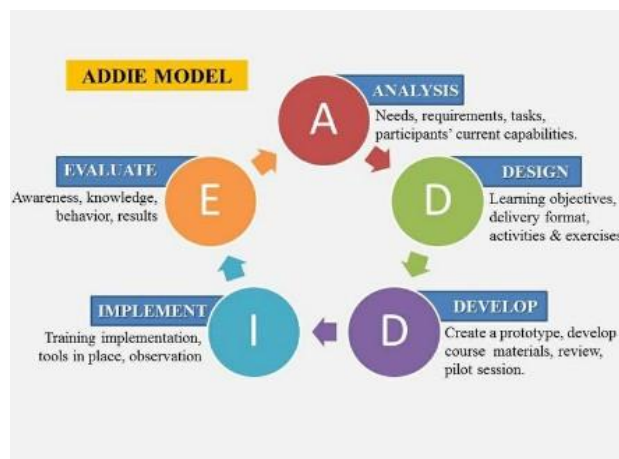 ADDIE MODEL
A
ANALYSIS
Needs, requirements, tasks,
participants' current capabilities.
D
DESIGN
Learning objectives,
delivery format,
activities & exercises
D
DEVELOP
Create a prototype, develop
course materials, review,
pilot session.
I
IMPLEMENT
Training implementation,
tools in place, observation
E
EVALUATE
Awareness, knowledge,
behavior, results